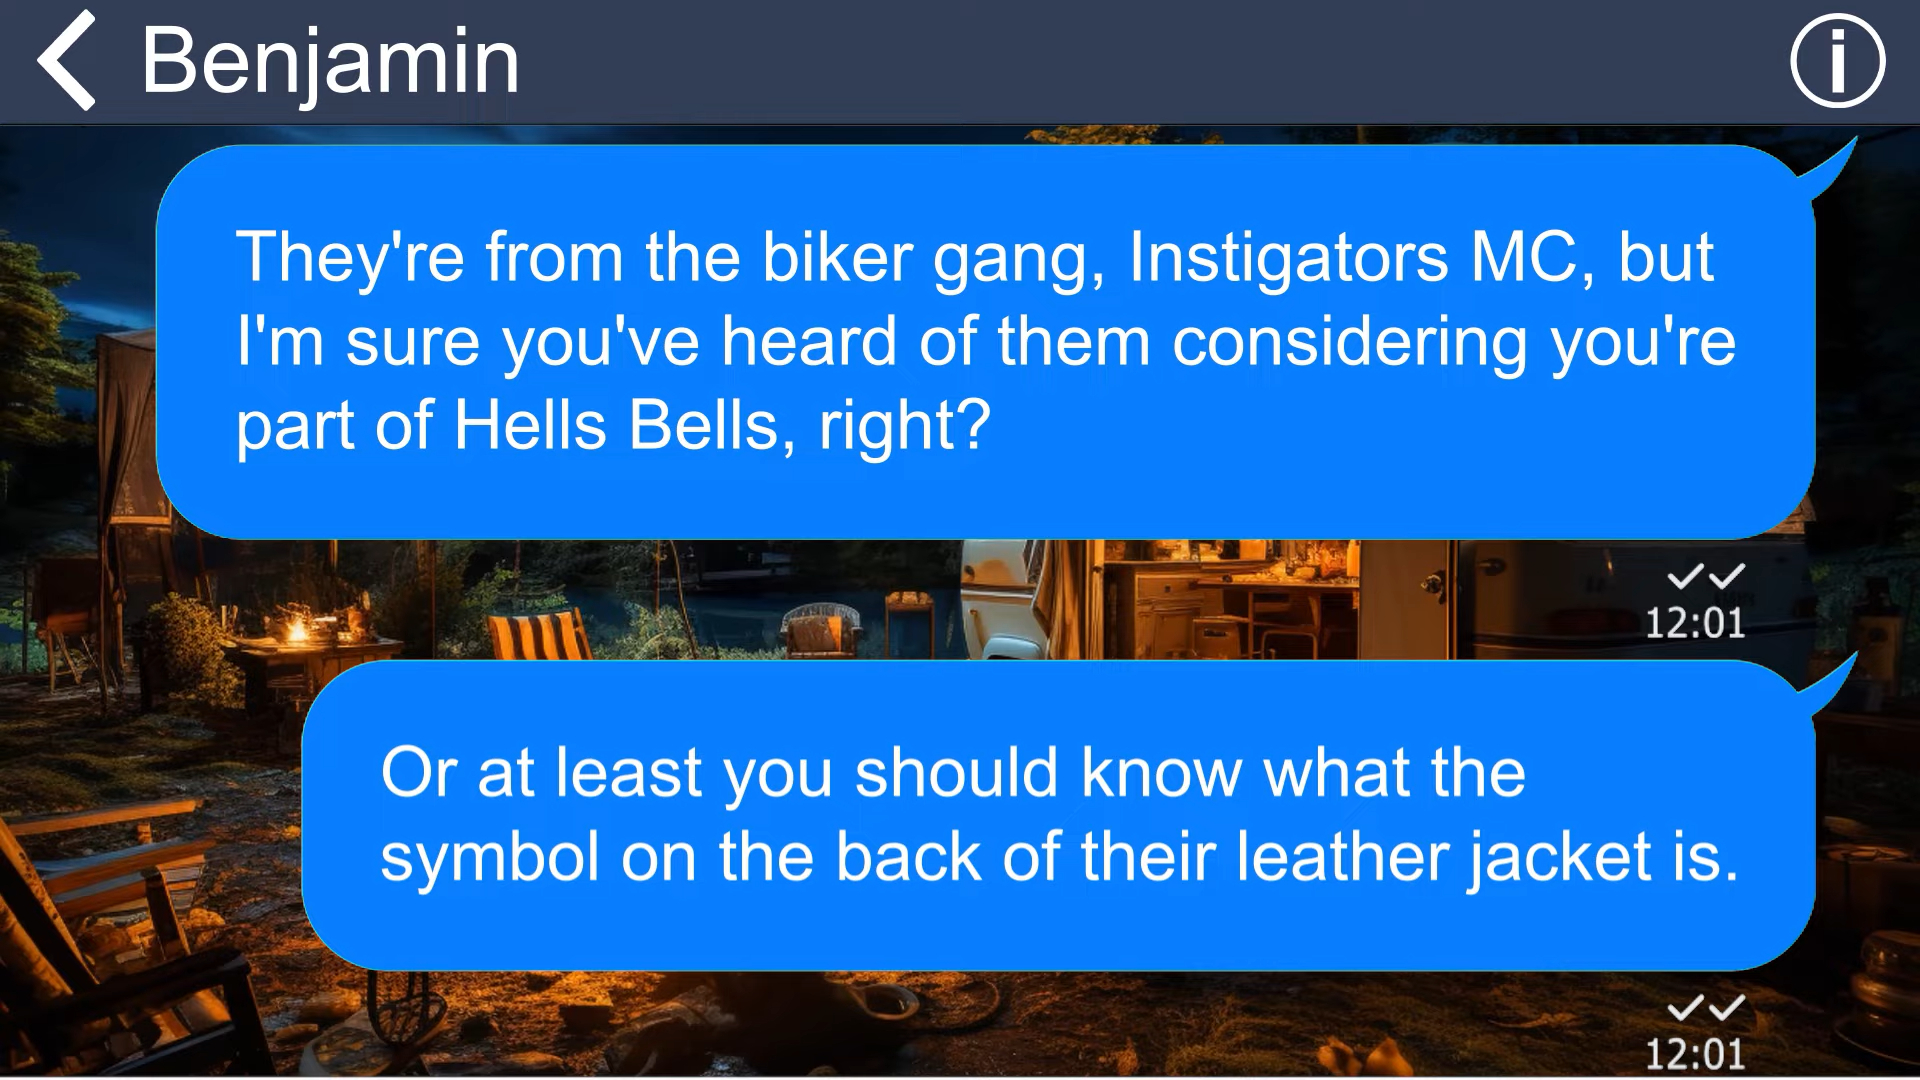 Benjamin
They're from the biker gang, Instigators MC, but
I'm sure you've heard of them considering you're
part of Hells Bells, right?
12:01
Or at least you should know what the
symbol on the back of their leather jacket is.
12:01